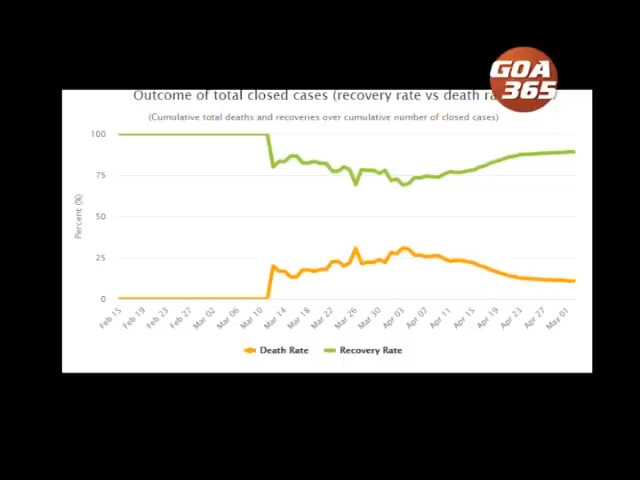 GOA
365
Outcome of total closed cases (recovery rate vs death
(Cumulative total deaths and recoveries over cumulative number of closed cases)
Percent (%)
100
75
50
25
0
Feb 15 Feb 19 Feb 23 Feb 27 Mar 02 Mar 06 Mar 10 Mar 14 Mar 18 Mar 22 Mar 26 Mar 30 Apr 03 Apr 07 Apr 11 Apr 15 Apr 19 Apr 23 Apr 27 May 01
Death Rate Recovery Rate